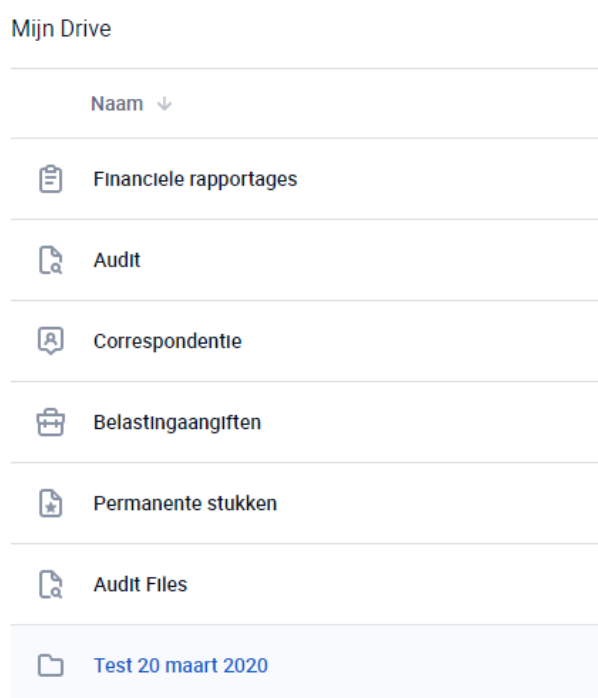 Mijn Drive
Naam
Financiele rapportages
Audit
Correspondentie
Belastingaangiften
Permanente stukken
Audit Files
Test 20 maart 2020